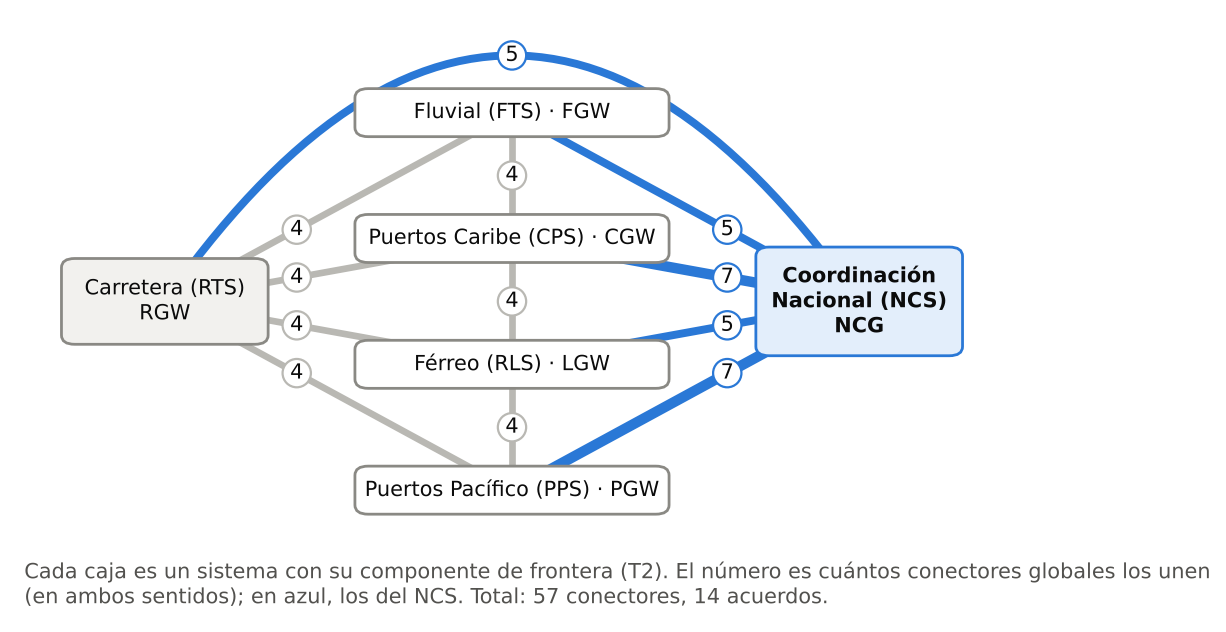 5
Fluvial (FTS) · FGW
4
4
5
Puertos Caribe (CPS) · CGW
4
7
Carretera (RTS)
RGW
Coordinación
Nacional (NCS)
NCG
4
4
5
Férreo (RLS) · LGW
4
7
4
Puertos Pacífico (PPS) · PGW
Cada caja es un sistema con su componente de frontera (T2). El número es cuántos conectores globales los unen
(en ambos sentidos); en azul, los del NCS. Total: 57 conectores, 14 acuerdos.